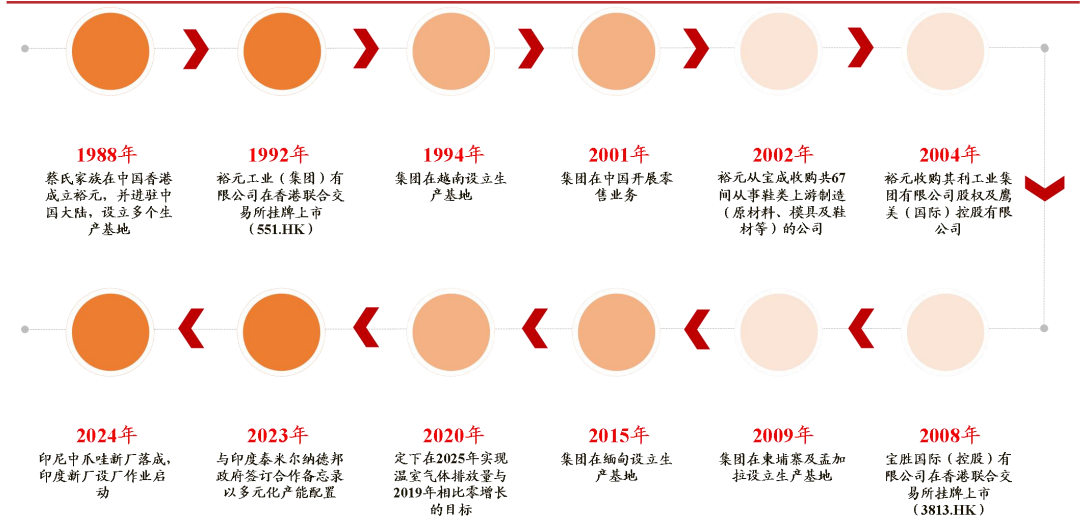 1988年
蔡氏家族在中国香港
成立裕元，并进驻中
国大陆，设立多个生
产基地
1992年
裕元工业（集团）有
限公司在香港联合交
易所挂牌上市
（551.HK）
1994年
集团在越南设立生
产基地
2001年
集团在中国开展零
售业务
2002年
裕元从宝成收购共67
间从事鞋类上游制造
（原材料、模具及鞋
材等）的公司
2004年
裕元收购其利工业集
团有限公司股权及鹰
美（国际）控股有限
公司
2024年
印尼中爪哇新厂落成，
印度新厂设厂作业启
动
2023年
与印度泰米尔纳德邦
政府签订合作备忘录
以多元化产能配置
2020年
定下在2025年实现
温室气体排放量与
2019年相比零增长
的目标
2015年
集团在缅甸设立生
产基地
2009年
集团在柬埔寨及孟加
拉设立生产基地
2008年
宝胜国际（控股）有
限公司在香港联合交
易所挂牌上市
（3813.HK）